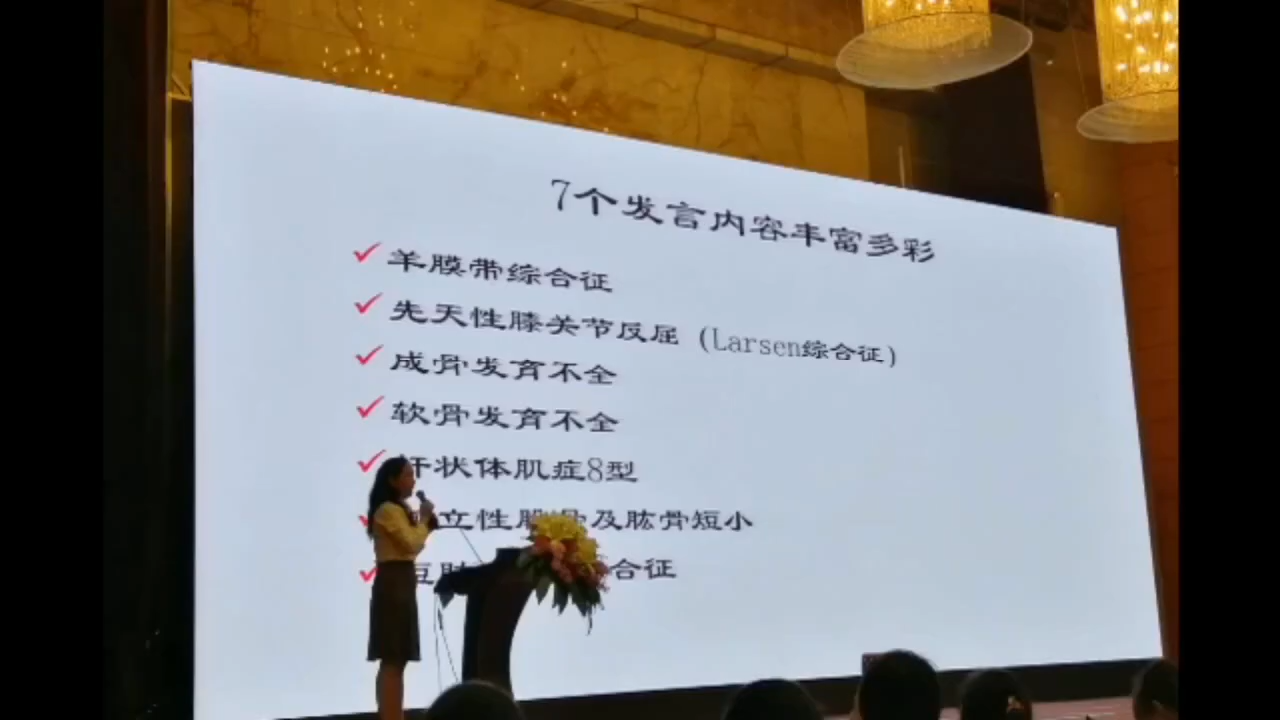 7个发言内容丰富多彩
羊膜带综合征
先天性膝关节反屈(Larsen综合征)
成骨发育不全
软骨发育不全
状体肌症8型
立性股骨及肱骨短小
短肢 合征